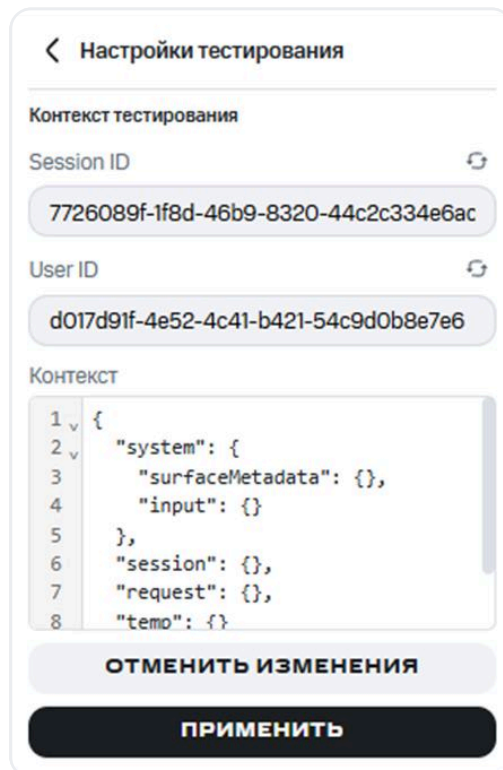 Настройки тестирования
Контекст тестирования
Session ID
7726089f-1f8d-46b9-8320-44c2c334e6ac
User ID
d017d91f-4e52-4c41-b421-54c9d0b8e7e6
Контекст
1 {
2 "system": {
3 "surfaceMetadata": {},
4 "input": {}
5 },
6 "session": {},
7 "request": {},
8 "temp": {}
ОТМЕНИТЬ ИЗМЕНЕНИЯ
ПРИМЕНИТЬ